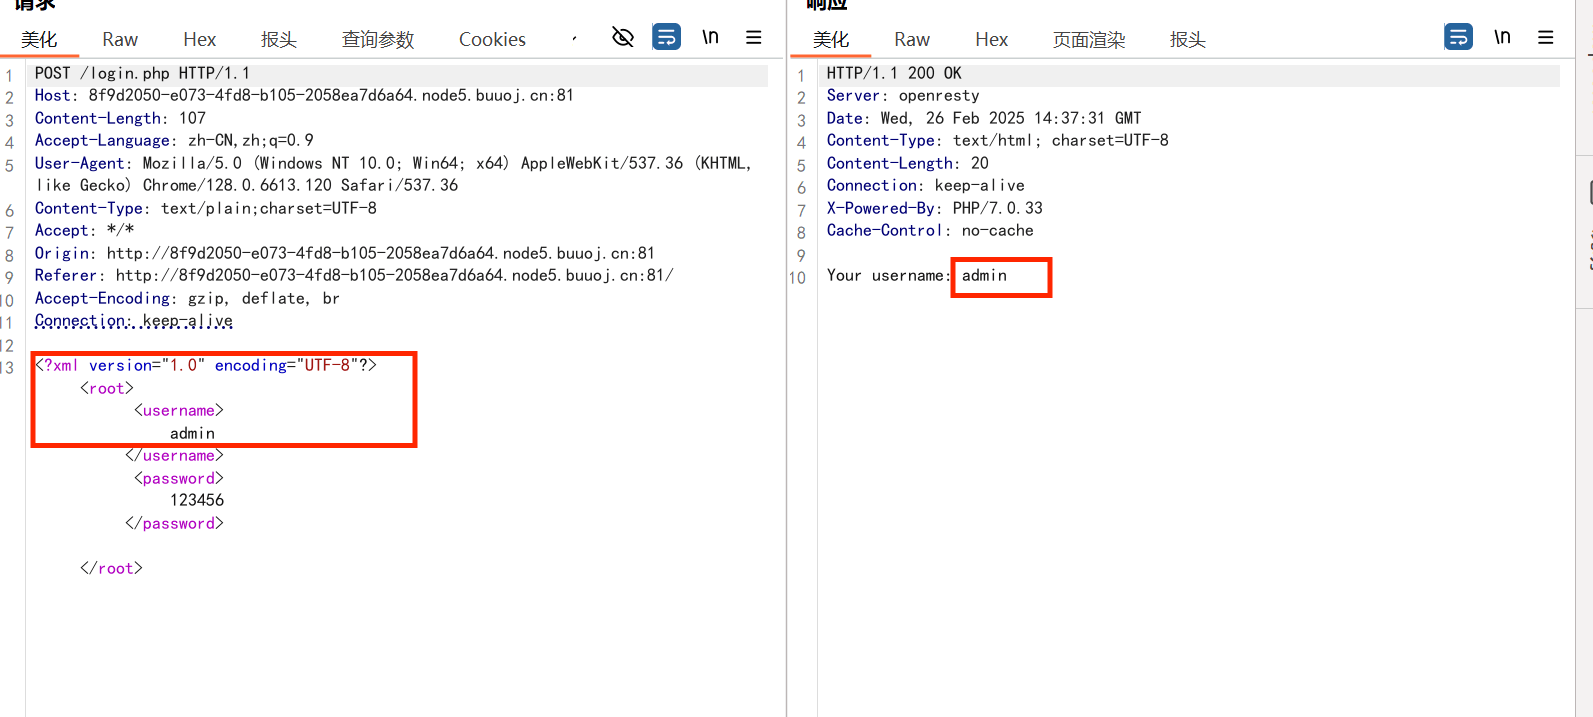 请求
美化 Raw Hex 报头 查询参数 Cookies \n
1 POST /login.php HTTP/1.1
2 Host: 8f9d2050-e073-4fd8-b105-2058ea7d6a64.node5.buuoj.cn:81
3 Content-Length: 107
4 Accept-Language: zh-CN,zh;q=0.9
5 User-Agent: Mozilla/5.0 (Windows NT 10.0; Win64; x64) AppleWebKit/537.36 (KHTML,
like Gecko) Chrome/128.0.6613.120 Safari/537.36
6 Content-Type: text/plain;charset=UTF-8
7 Accept: */*
8 Origin: http://8f9d2050-e073-4fd8-b105-2058ea7d6a64.node5.buuoj.cn:81
9 Referer: http://8f9d2050-e073-4fd8-b105-2058ea7d6a64.node5.buuoj.cn:81/
10 Accept-Encoding: gzip, deflate, br
11 Connection: keep-alive
12
13 <?xml version="1.0" encoding="UTF-8"?>
<root>
<username>
admin
</username>
<password>
123456
</password>
</root>
响应
美化 Raw Hex 页面渲染 报头 \n
1 HTTP/1.1 200 OK
2 Server: openresty
3 Date: Wed, 26 Feb 2025 14:37:31 GMT
4 Content-Type: text/html; charset=UTF-8
5 Content-Length: 20
6 Connection: keep-alive
7 X-Powered-By: PHP/7.0.33
8 Cache-Control: no-cache
9
10 Your username: admin